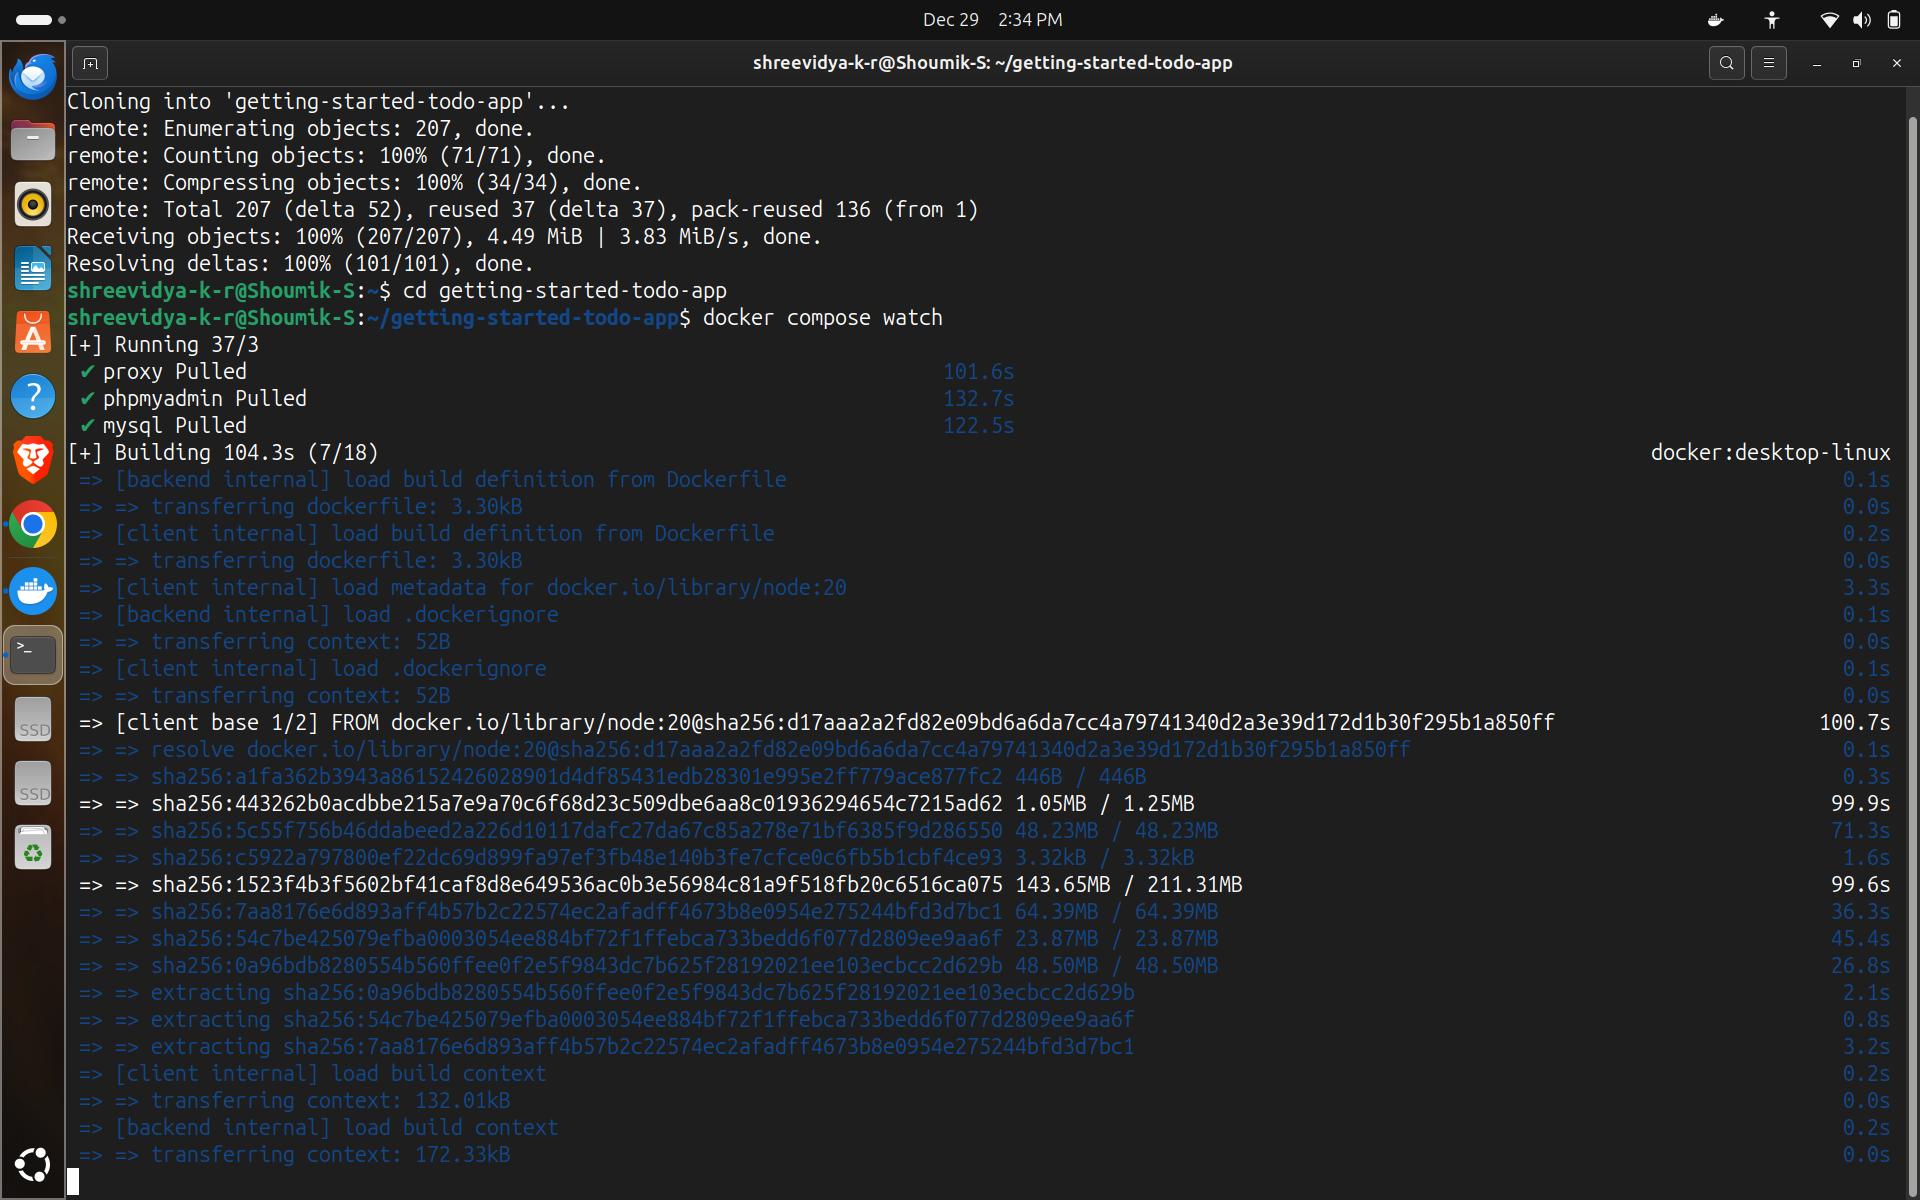 Dec 29 2:34 PM
shreevidya-k-r@Shoumik-S: ~/getting-started-todo-app
Cloning into 'getting-started-todo-app'...
remote: Enumerating objects: 207, done.
remote: Counting objects: 100% (71/71), done.
remote: Compressing objects: 100% (34/34), done.
remote: Total 207 (delta 52), reused 37 (delta 37), pack-reused 136 (from 1)
Receiving objects: 100% (207/207), 4.49 MiB | 3.83 MiB/s, done.
Resolving deltas: 100% (101/101), done.
shreevidya-k-r@Shoumik-S:~$ cd getting-started-todo-app
shreevidya-k-r@Shoumik-S:~/getting-started-todo-app$ docker compose watch
[+] Running 37/3
✔ proxy Pulled 101.6s
✔ phpmyadmin Pulled 132.7s
✔ mysql Pulled 122.5s
[+] Building 104.3s (7/18) docker:desktop-linux
=> [backend internal] load build definition from Dockerfile 0.1s
=> => transferring dockerfile: 3.30kB 0.0s
=> [client internal] load build definition from Dockerfile 0.2s
=> => transferring dockerfile: 3.30kB 0.0s
=> [client internal] load metadata for docker.io/library/node:20 3.3s
=> [backend internal] load .dockerignore 0.1s
=> => transferring context: 52B 0.0s
=> [client internal] load .dockerignore 0.1s
=> => transferring context: 52B 0.0s
=> [client base 1/2] FROM docker.io/library/node:20@sha256:d17aaa2a2fd82e09bd6a6da7cc4a79741340d2a3e39d172d1b30f295b1a850ff 100.7s
=> => resolve docker.io/library/node:20@sha256:d17aaa2a2fd82e09bd6a6da7cc4a79741340d2a3e39d172d1b30f295b1a850ff 0.1s
=> => sha256:a1fa362b3943a86152426028901d4df85431edb28301e995e2ff779ace877fc2 446B / 446B 0.3s
=> => sha256:443262b0acdbbe215a7e9a70c6f68d23c509dbe6aa8c01936294654c7215ad62 1.05MB / 1.25MB 99.9s
=> => sha256:5c55f756b46ddabeed2a226d10117dafc27da67c85a278e71bf6385f9d286550 48.23MB / 48.23MB 71.3s
=> => sha256:c5922a797800ef22dc69d899fa97ef3fb48e140b3fe7cfce0c6fb5b1cbf4ce93 3.32kB / 3.32kB 1.6s
=> => sha256:1523f4b3f5602bf41caf8d8e649536ac0b3e56984c81a9f518fb20c6516ca075 143.65MB / 211.31MB 99.6s
=> => sha256:7aa8176e6d893aff4b57b2c22574ec2afadff4673b8e0954e275244bfd3d7bc1 64.39MB / 64.39MB 36.3s
=> => sha256:54c7be425079efba0003054ee884bf72f1ffebca733bedd6f077d2809ee9aa6f 23.87MB / 23.87MB 45.4s
=> => sha256:0a96bdb8280554b560ffee0f2e5f9843dc7b625f28192021ee103ecbcc2d629b 48.50MB / 48.50MB 26.8s
=> => extracting sha256:0a96bdb8280554b560ffee0f2e5f9843dc7b625f28192021ee103ecbcc2d629b 2.1s
=> => extracting sha256:54c7be425079efba0003054ee884bf72f1ffebca733bedd6f077d2809ee9aa6f 0.8s
=> => extracting sha256:7aa8176e6d893aff4b57b2c22574ec2afadff4673b8e0954e275244bfd3d7bc1 3.2s
=> [client internal] load build context 0.2s
=> => transferring context: 132.01kB 0.0s
=> [backend internal] load build context 0.2s
=> => transferring context: 172.33kB 0.0s
SSD
SSD